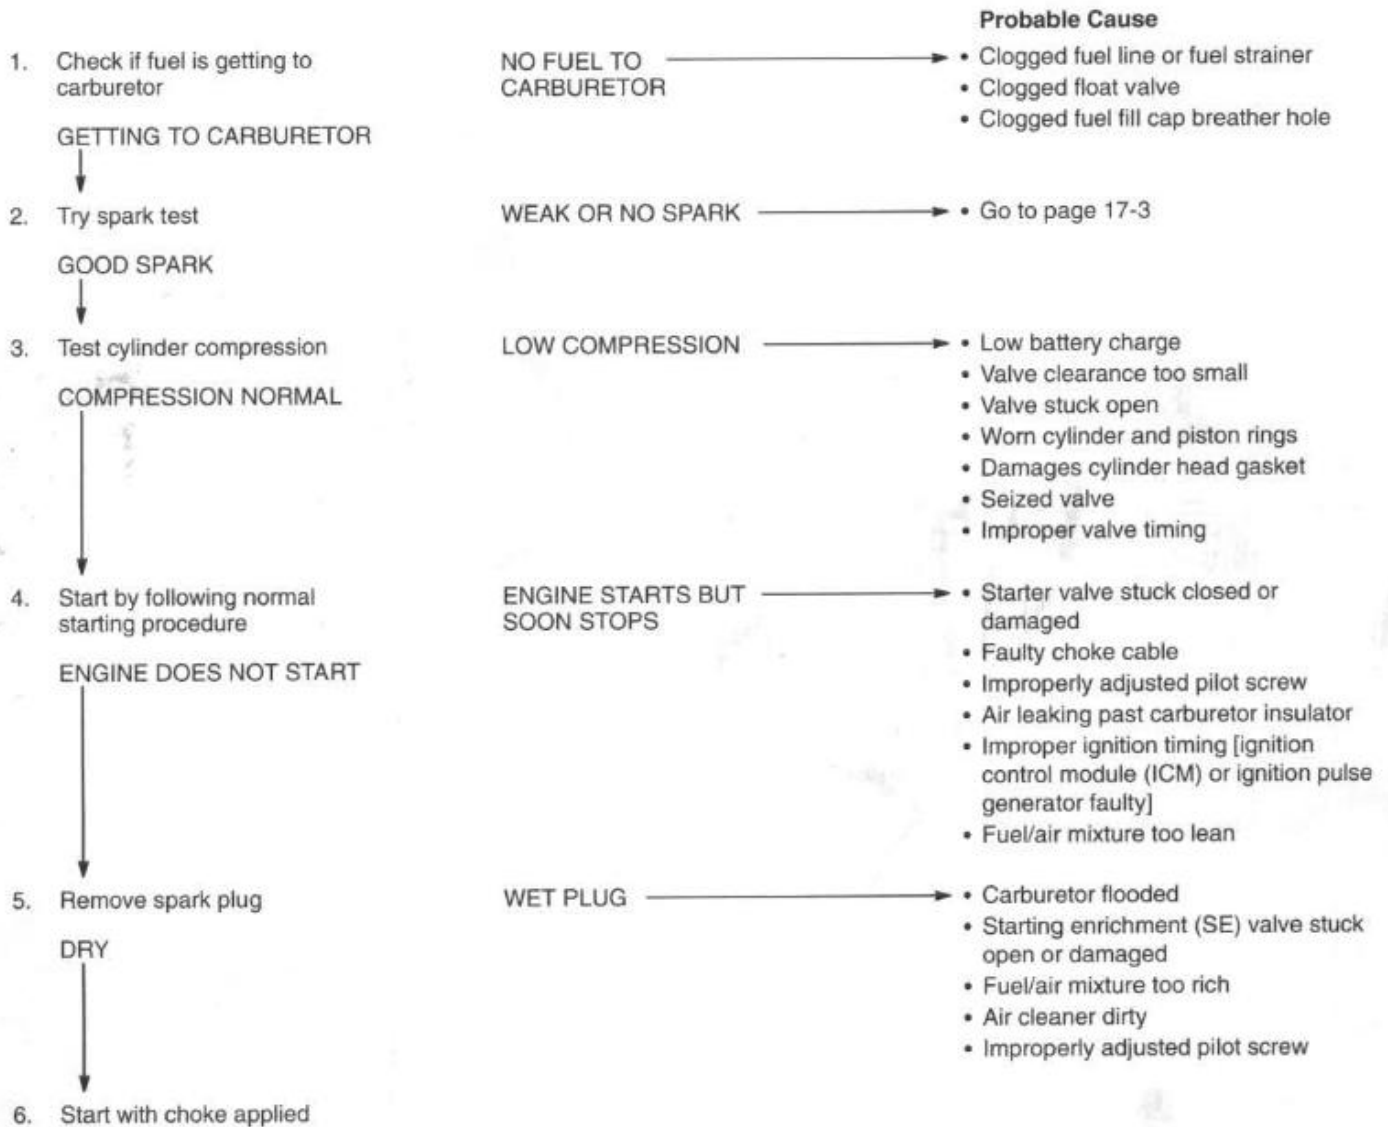 Probable Cause
1. Check if fuel is getting to
carburetor
NO FUEL TO
CARBURETOR
• Clogged fuel line or fuel strainer
• Clogged float valve
• Clogged fuel fill cap breather hole
GETTING TO CARBURETOR
2. Try spark test
WEAK OR NO SPARK
• Go to page 17-3
GOOD SPARK
3. Test cylinder compression
LOW COMPRESSION
• Low battery charge
• Valve clearance too small
• Valve stuck open
• Worn cylinder and piston rings
• Damages cylinder head gasket
• Seized valve
• Improper valve timing
COMPRESSION NORMAL
4. Start by following normal
starting procedure
ENGINE STARTS BUT
SOON STOPS
• Starter valve stuck closed or
damaged
• Faulty choke cable
• Improperly adjusted pilot screw
• Air leaking past carburetor insulator
• Improper ignition timing [ignition
control module (ICM) or ignition pulse
generator faulty]
• Fuel/air mixture too lean
ENGINE DOES NOT START
5. Remove spark plug
WET PLUG
• Carburetor flooded
• Starting enrichment (SE) valve stuck
open or damaged
• Fuel/air mixture too rich
• Air cleaner dirty
• Improperly adjusted pilot screw
DRY
6. Start with choke applied